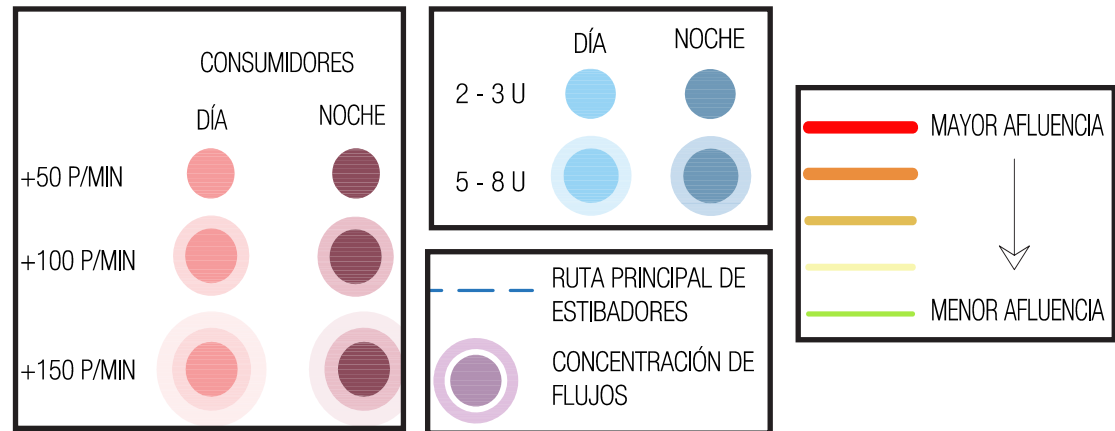 CONSUMIDORES
DÍA NOCHE
+50 P/MIN
+100 P/MIN
+150 P/MIN
DÍA NOCHE
2 - 3 U
5 - 8 U
RUTA PRINCIPAL DE
ESTIBADORES
CONCENTRACIÓN DE
FLUJOS
MAYOR AFLUENCIA
MENOR AFLUENCIA